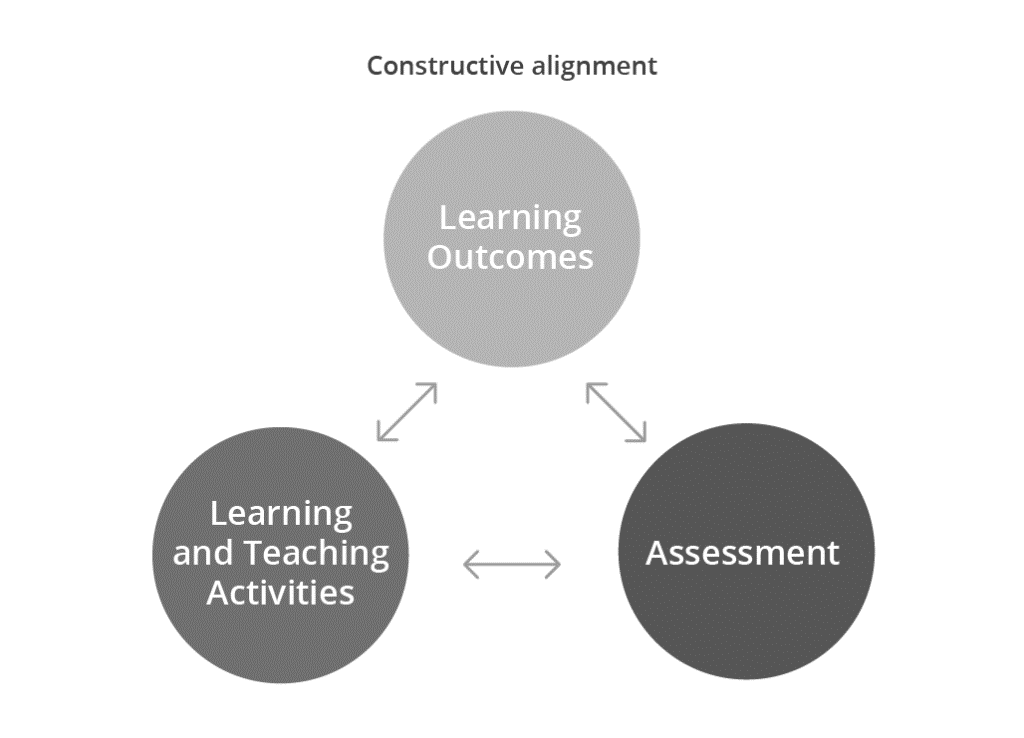 Constructive alignment
Learning
Outcomes
Learning
and Teaching
Activities
Assessment